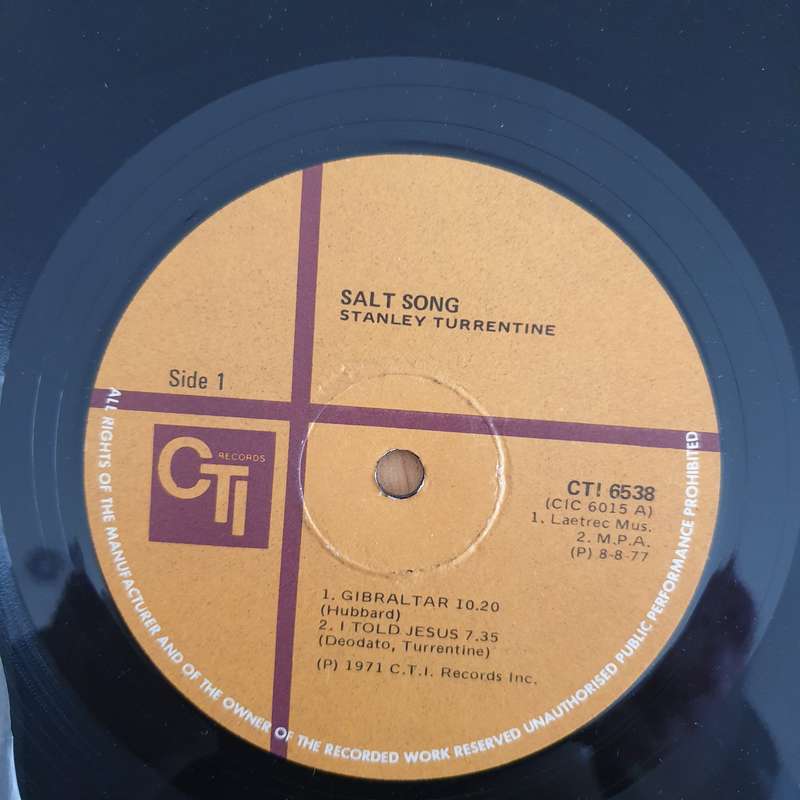 SALT SONG
STANLEY TURRENTINE
Side 1
CTI RECORDS
CTI 6538
(CIC 6015 A)
1. Laetrec Mus.
2. M.P.A.
(P) 8-8-77
1. GIBRALTAR 10.20
(Hubbard)
2. I TOLD JESUS 7.35
(Deodato, Turrentine)
(P) 1971 C.T.I. Records Inc.
ALL RIGHTS OF THE MANUFACTURER AND OF THE OWNER OF THE RECORDED WORK RESERVED UNAUTHORISED PUBLIC PERFORMANCE PROHIBITED